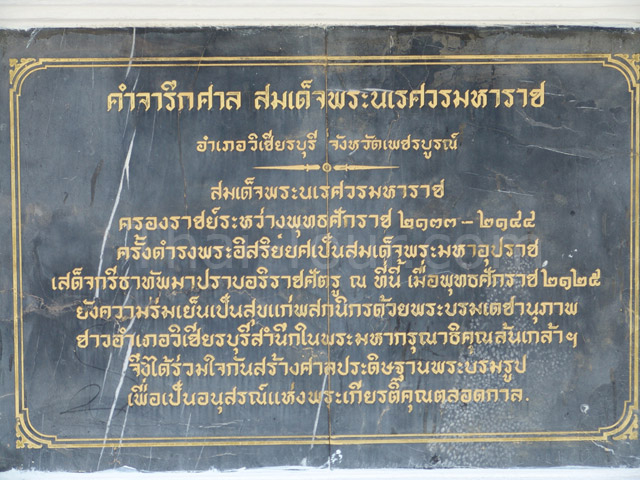 คำจารึกศาล สมเด็จพระนเรศวรมหาราช
อำเภอวิเชียรบุรี จังหวัดเพชรบูรณ์
สมเด็จพระนเรศวรมหาราช
ครองราชย์ระหว่างพุทธศักราช ๒๑๓๓ - ๒๑๔๔
ครั้งดำรงพระอิสริยยศเป็นสมเด็จพระมหาอุปราช
เสด็จกรีธาทัพมาปราบอริราชศัตรู ณ ที่นี้ เมื่อพุทธศักราช ๒๑๒๕
ยังความร่มเย็นเป็นสุขแก่พสกนิกรด้วยพระบรมเดชานุภาพ
ชาวอำเภอวิเชียรบุรีสำนึกในพระมหากรุณาธิคุณล้นเกล้าฯ
จึงได้ร่วมใจกันสร้างศาลประดิษฐานพระบรมรูป
เพื่อเป็นอนุสรณ์แห่งพระเกียรติคุณตลอดกาล.